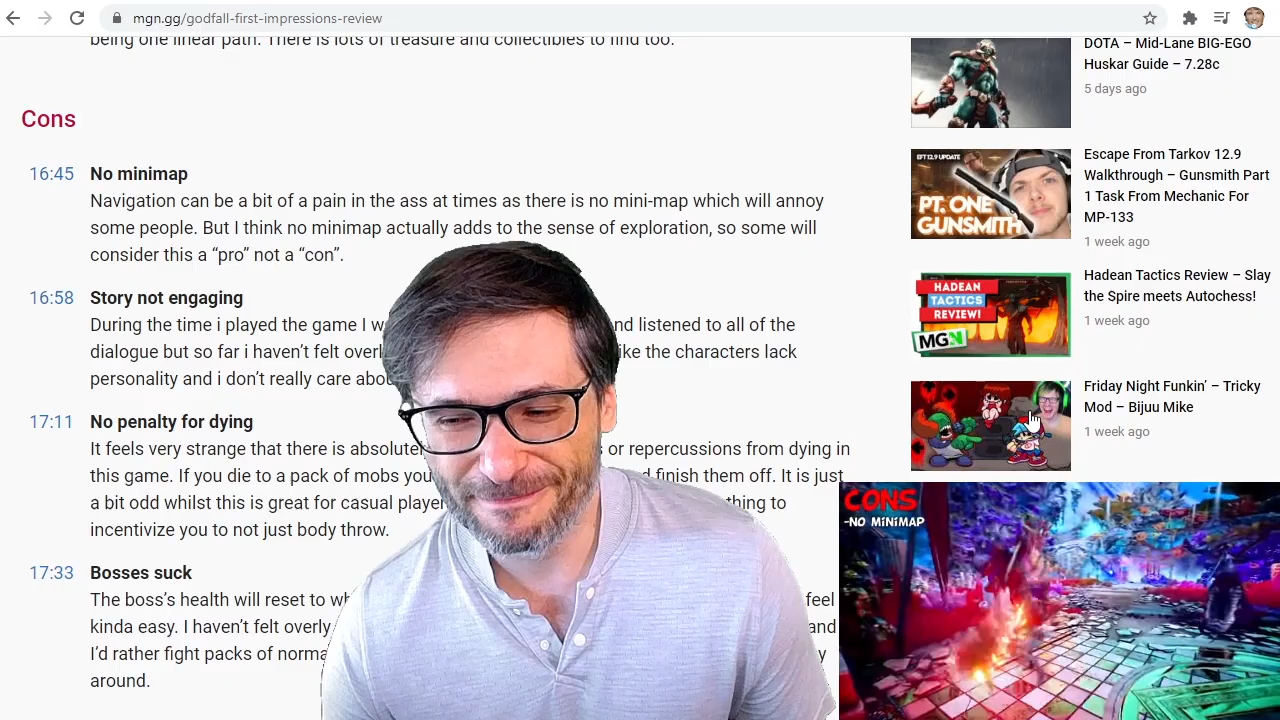 mgn.gg/godfall-first-impressions-review
being one linear path. There is lots of treasure and collectibles to find too.
Cons
16:45 No minimap
Navigation can be a bit of a pain in the ass at times as there is no mini-map which will annoy
some people. But I think no minimap actually adds to the sense of exploration, so some will
consider this a “pro” not a “con”.
16:58 Story not engaging
During the time i played the game I w nd listened to all of the
dialogue but so far i haven’t felt overl ike the characters lack
personality and i don’t really care abou
17:11 No penalty for dying
It feels very strange that there is absolute s or repercussions from dying in
this game. If you die to a pack of mobs you d finish them off. It is just
a bit odd whilst this is great for casual player thing to
incentivize you to not just body throw.
17:33 Bosses suck
The boss’s health will reset to wh feel
kinda easy. I haven’t felt overly and
I’d rather fight packs of norma y
around.
DOTA – Mid-Lane BIG-EGO
Huskar Guide – 7.28c
5 days ago
EFT 12.9 UPDATE
PT. ONE
GUNSMITH
Escape From Tarkov 12.9
Walkthrough – Gunsmith Part
1 Task From Mechanic For
MP-133
1 week ago
HADEAN
TACTICS
REVIEW!
MGN
Hadean Tactics Review – Slay
the Spire meets Autochess!
1 week ago
Friday Night Funkin’ – Tricky
Mod – Bijuu Mike
1 week ago
CONS
-NO MINIMAP